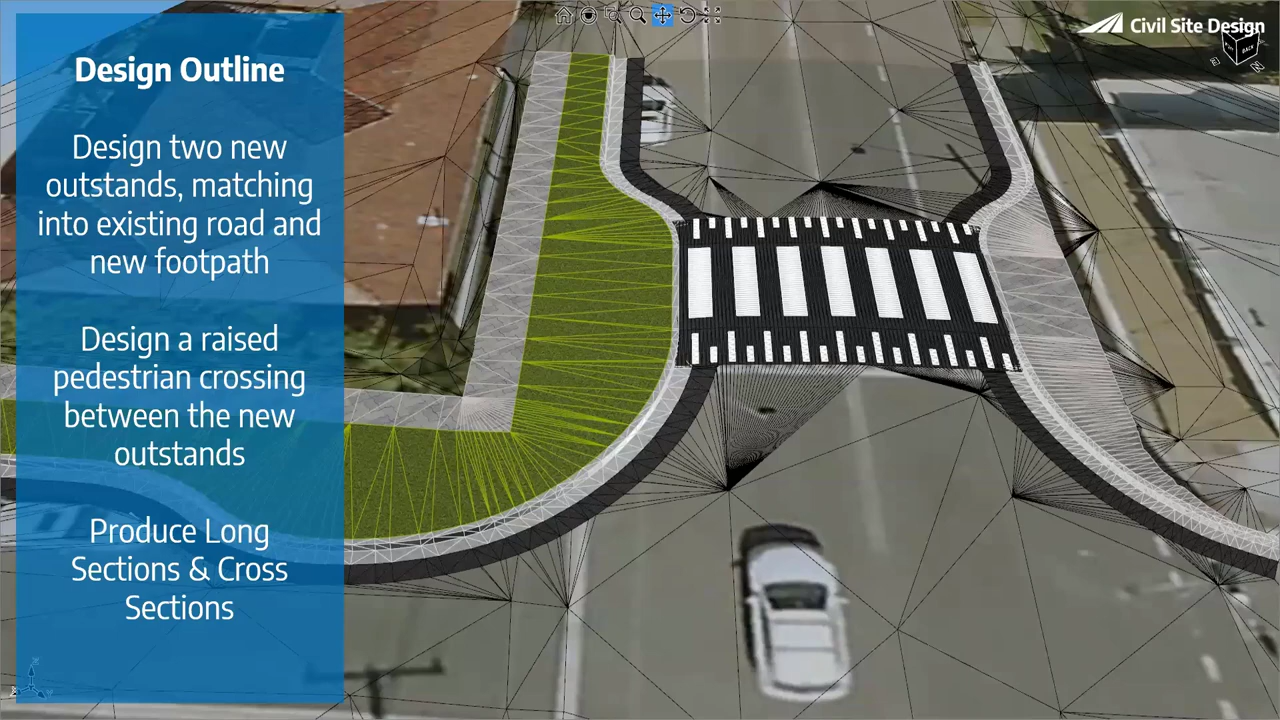 Civil Site Design
Design Outline
Design two new
outstands, matching
into existing road and
new footpath
Design a raised
pedestrian crossing
between the new
outstands
Produce Long
Sections & Cross
Sections